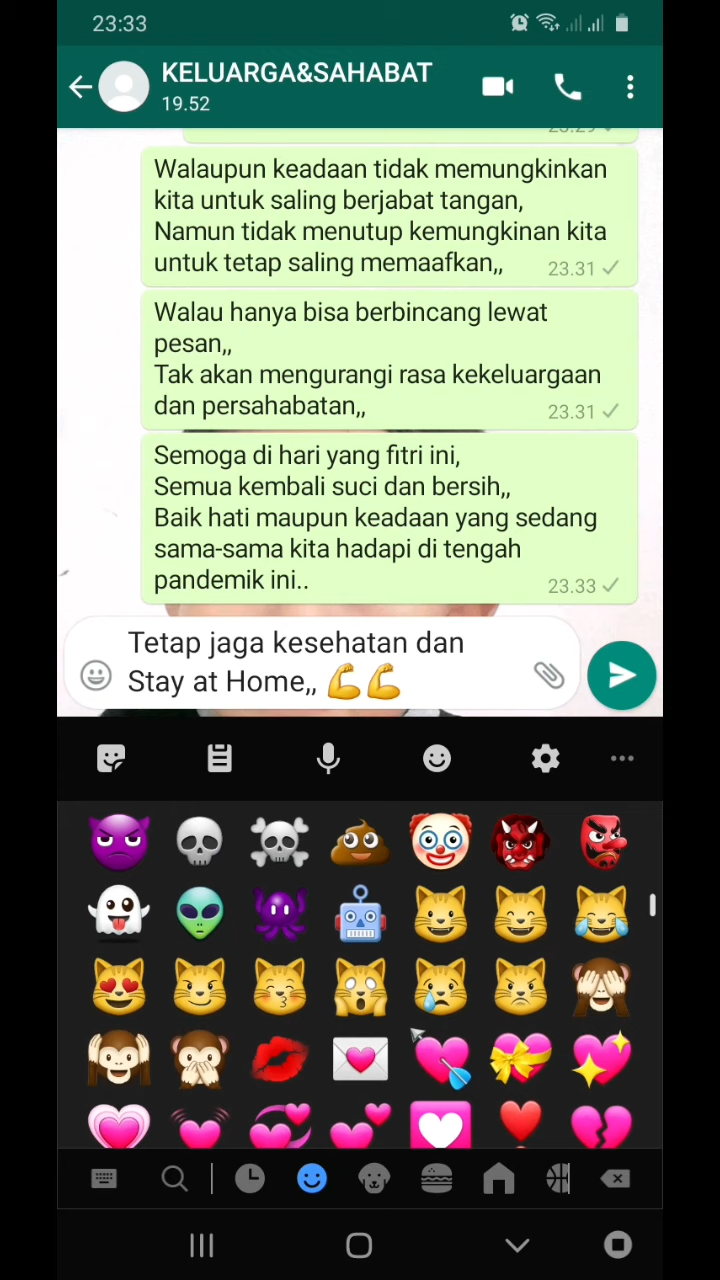 23:33
KELUARGA&SAHABAT
19.52
23.29
Walaupun keadaan tidak memungkinkan
kita untuk saling berjabat tangan,
Namun tidak menutup kemungkinan kita
untuk tetap saling memaafkan,, 23.31
Walau hanya bisa berbincang lewat
pesan,,
Tak akan mengurangi rasa kekeluargaan
dan persahabatan,, 23.31
Semoga di hari yang fitri ini,
Semua kembali suci dan bersih,,
Baik hati maupun keadaan yang sedang
sama-sama kita hadapi di tengah
pandemik ini.. 23.33
Tetap jaga kesehatan dan
Stay at Home,, 💪💪